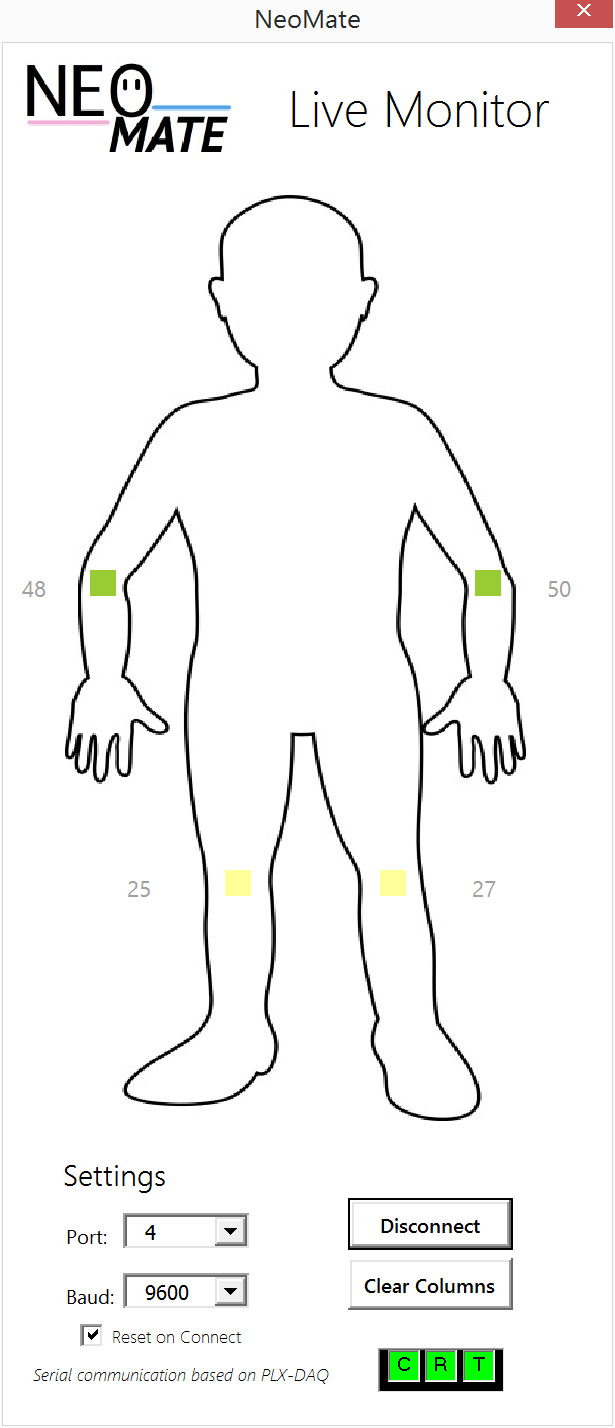 NeoMate
NEO
MATE
Live Monitor
48
50
25
27
Settings
Port: 4
Disconnect
Baud: 9600
Clear Columns
Reset on Connect
Serial communication based on PLX-DAQ
C R T